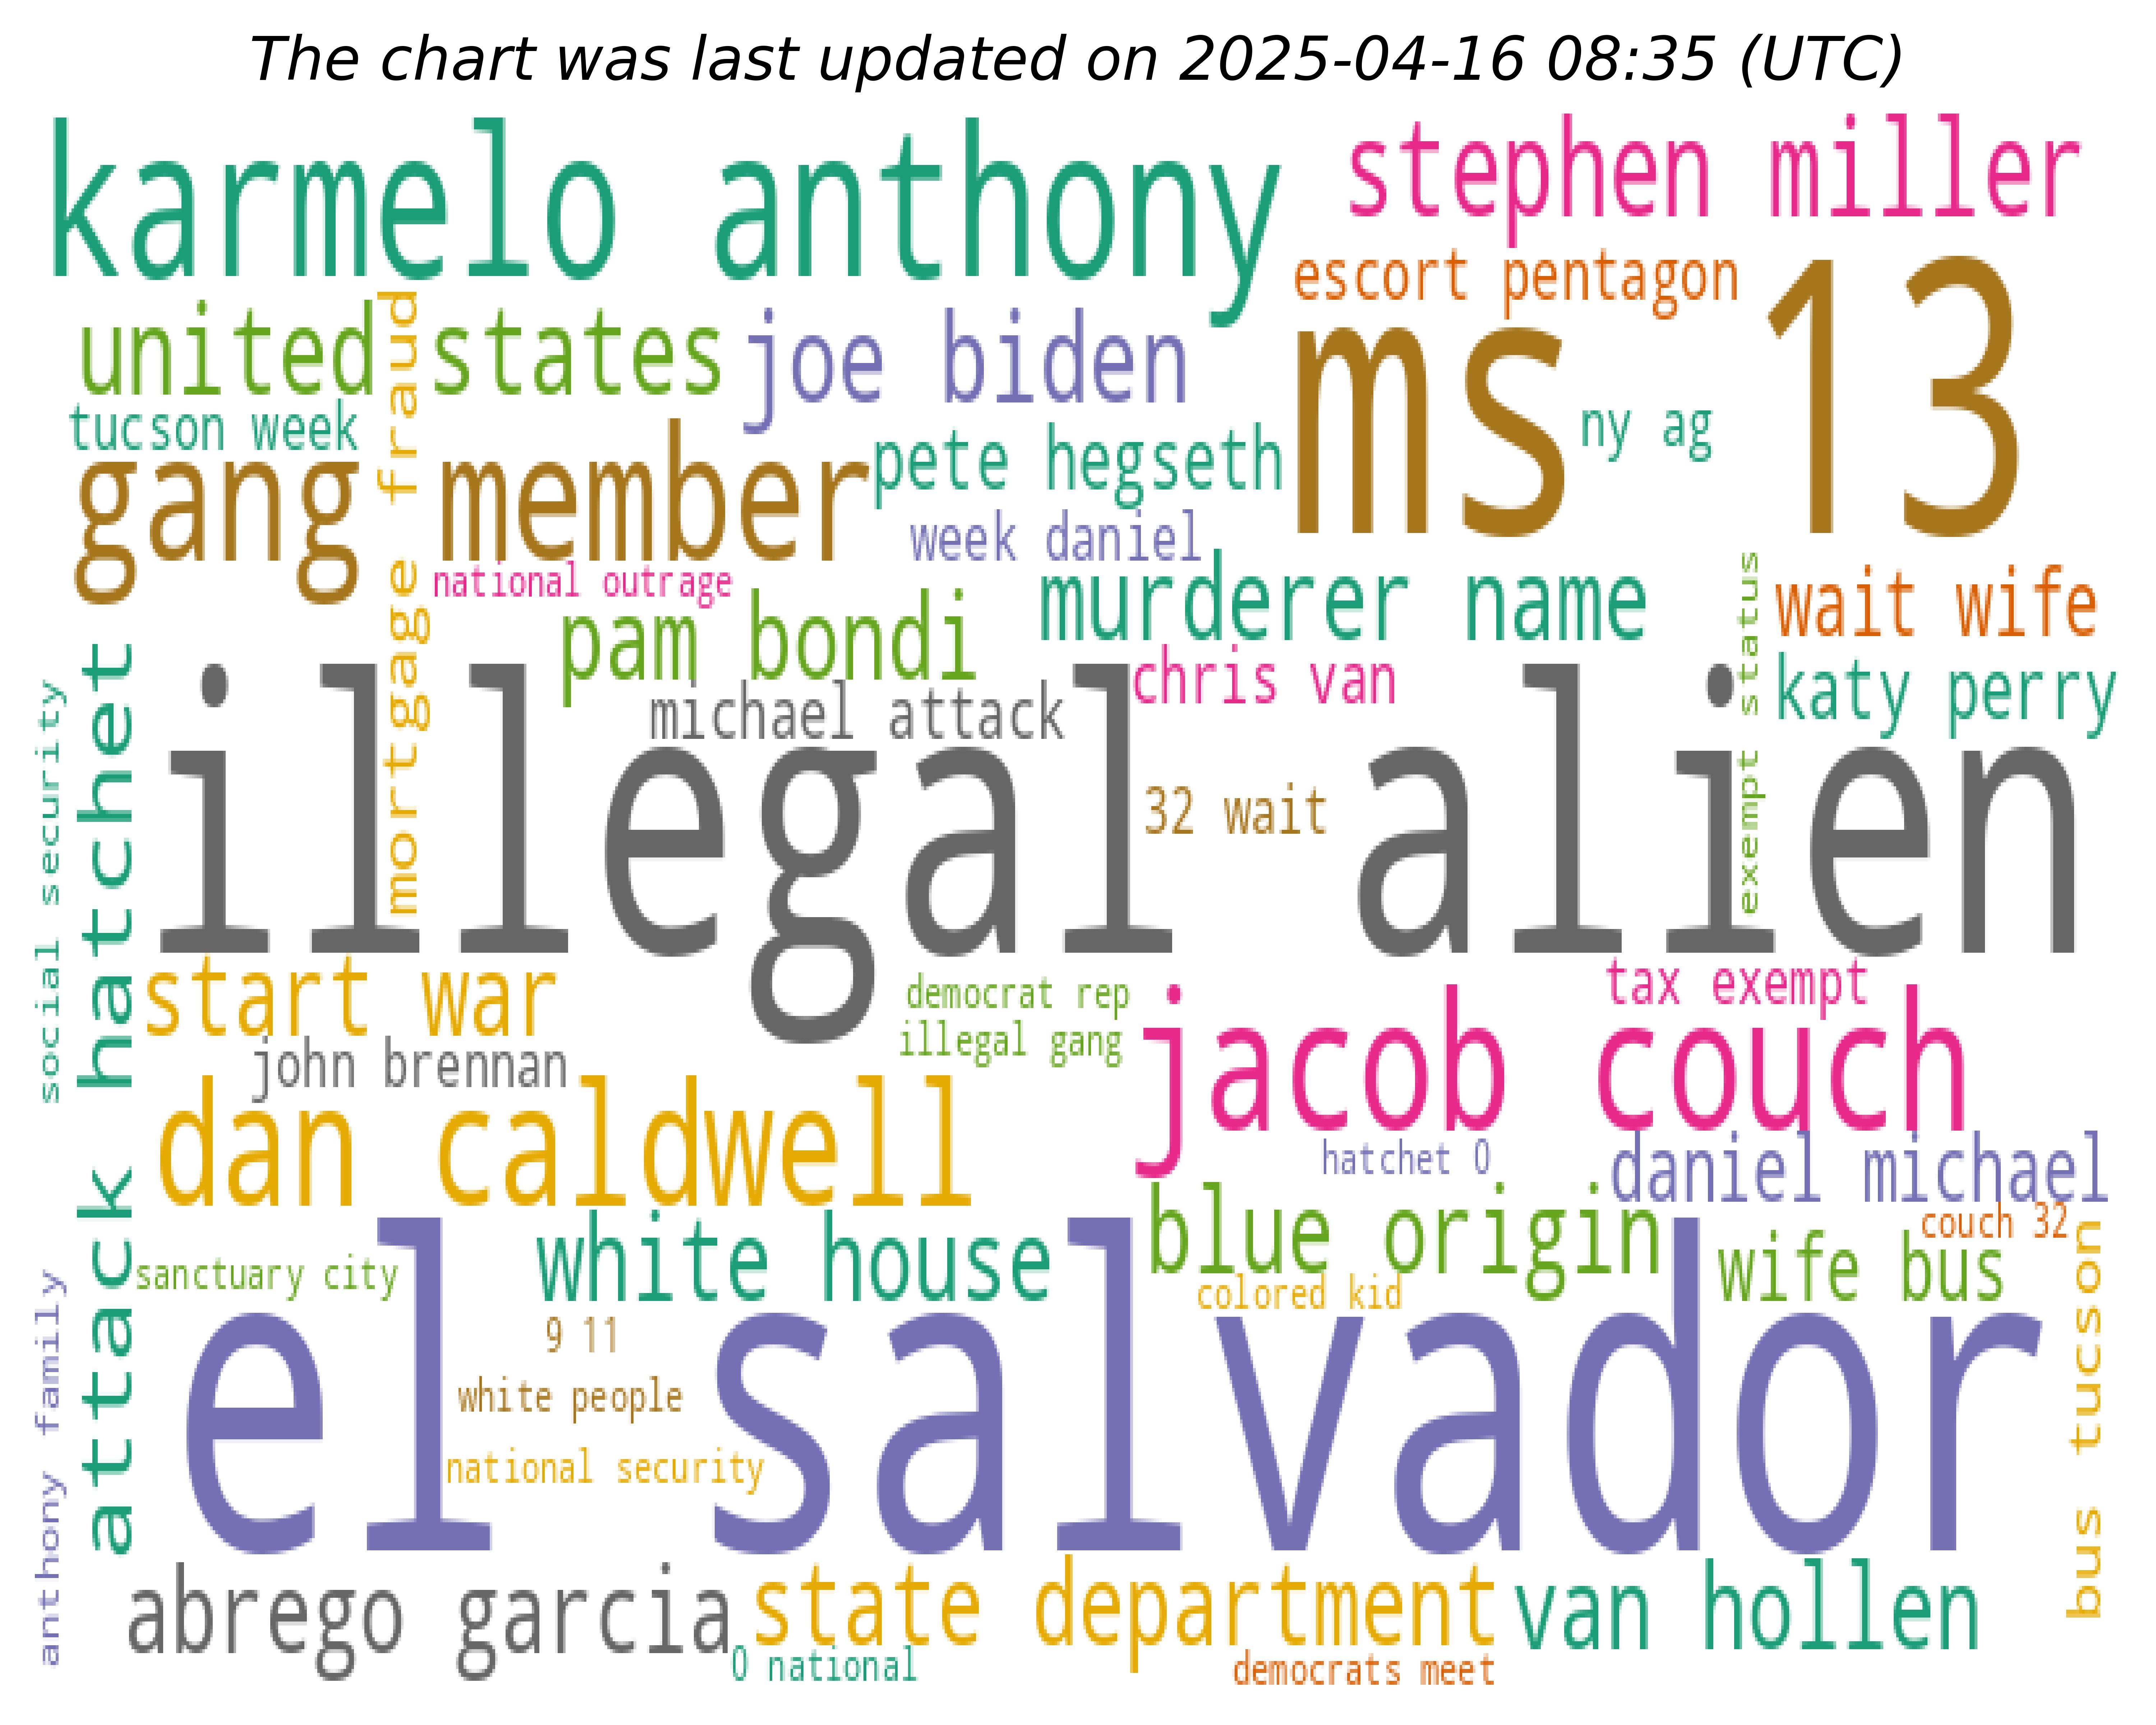 The chart was last updated on 2025-04-16 08:35 (UTC)
karmelo anthony
stephen miller
escort pentagon
united states
joe biden
ms 13
tucson week
ny ag
gang member
pete hegseth
week daniel
mortgage fraud
national outrage
murderer name
wait wife
pam bondi
exempt status
chris van
katy perry
michael attack
illegal alien
32 wait
social security
attack hatchet
start war
democrat rep
tax exempt
illegal gang
jacob couch
john brennan
dan caldwell
hatchet 0
daniel michael
blue origin
couch 32
white house
wife bus
sanctuary city
colored kid
bus tucson
anthony family
9 11
el salvador
white people
national security
abrego garcia
state department
van hollen
0 national
democrats meet